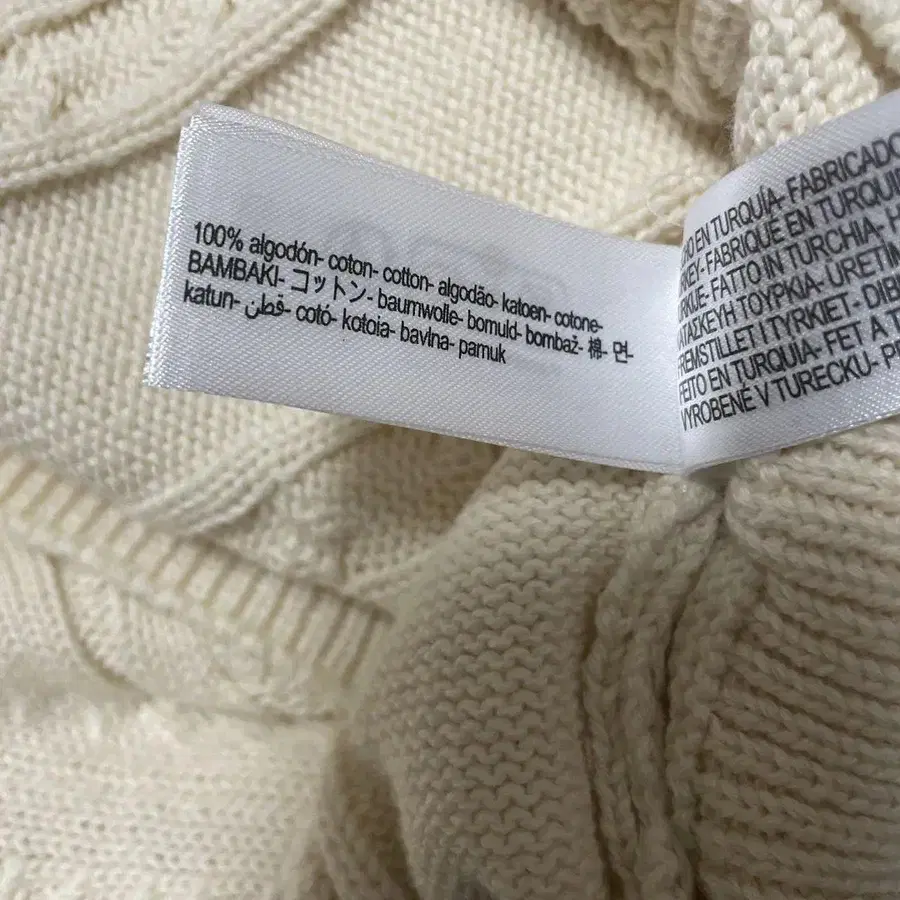 100% algodón- coton- cotton- algodão- katoen- cotone-
BAMBAKI- コットン- baumwolle- bomuld- bombaž- 棉- 면-
katun- قطن- cotó- kotoia- bavlna- pamuk
EN TURQUÍA- FABRICADO
KEY- FABRIQUÉ EN TURQUIE
FATTO IN TURCHIA-
ΤΟΥΡΚΙΑ- URETIM
FREMSTILLET I TYRKIET- DIB
FEITO EN TURQUIA- FET A T
VYROBENÉ V TURECKU- PR